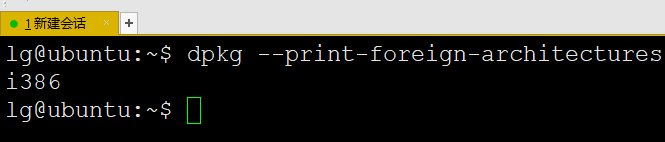 1 新建会话
lg@ubuntu:~$ dpkg --print-foreign-architectures
i386
lg@ubuntu:~$